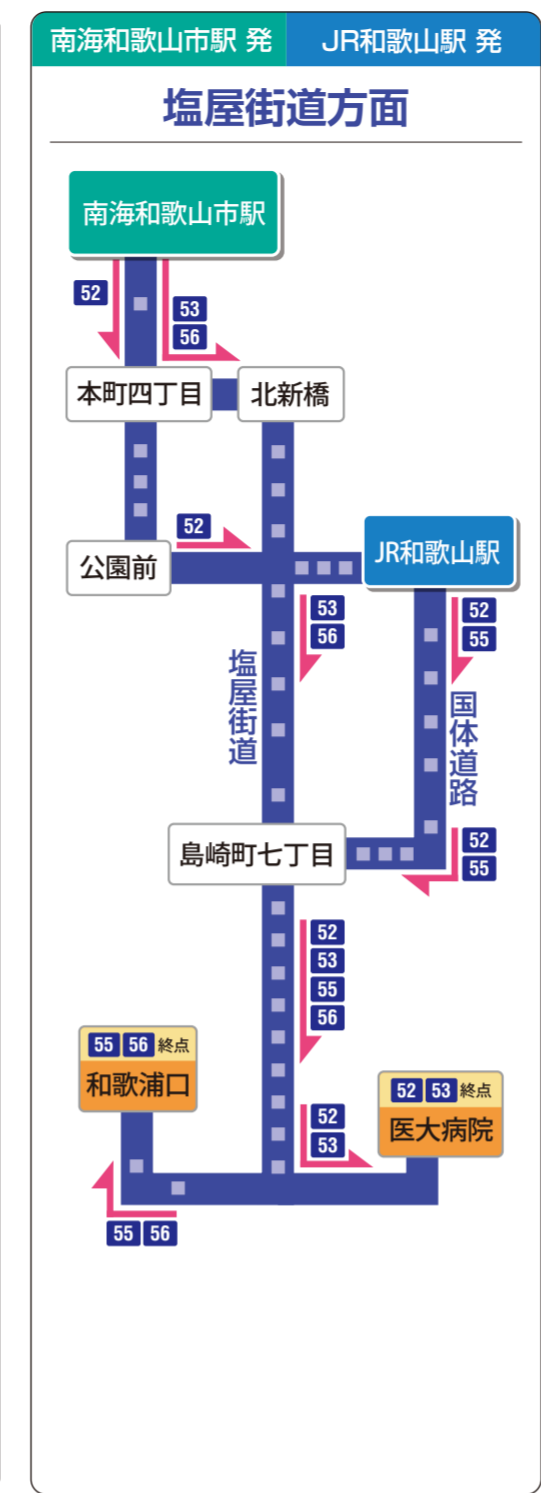 南海和歌山市駅 発
JR和歌山駅 発
塩屋街道方面
南海和歌山市駅
52
53
56
本町四丁目
北新橋
52
公園前
JR和歌山駅
53
56
52
55
塩屋街道
国体道路
島崎町七丁目
52
55
52
53
55
56
55 56 終点
和歌浦口
52 53 終点
医大病院
52
53
55 56